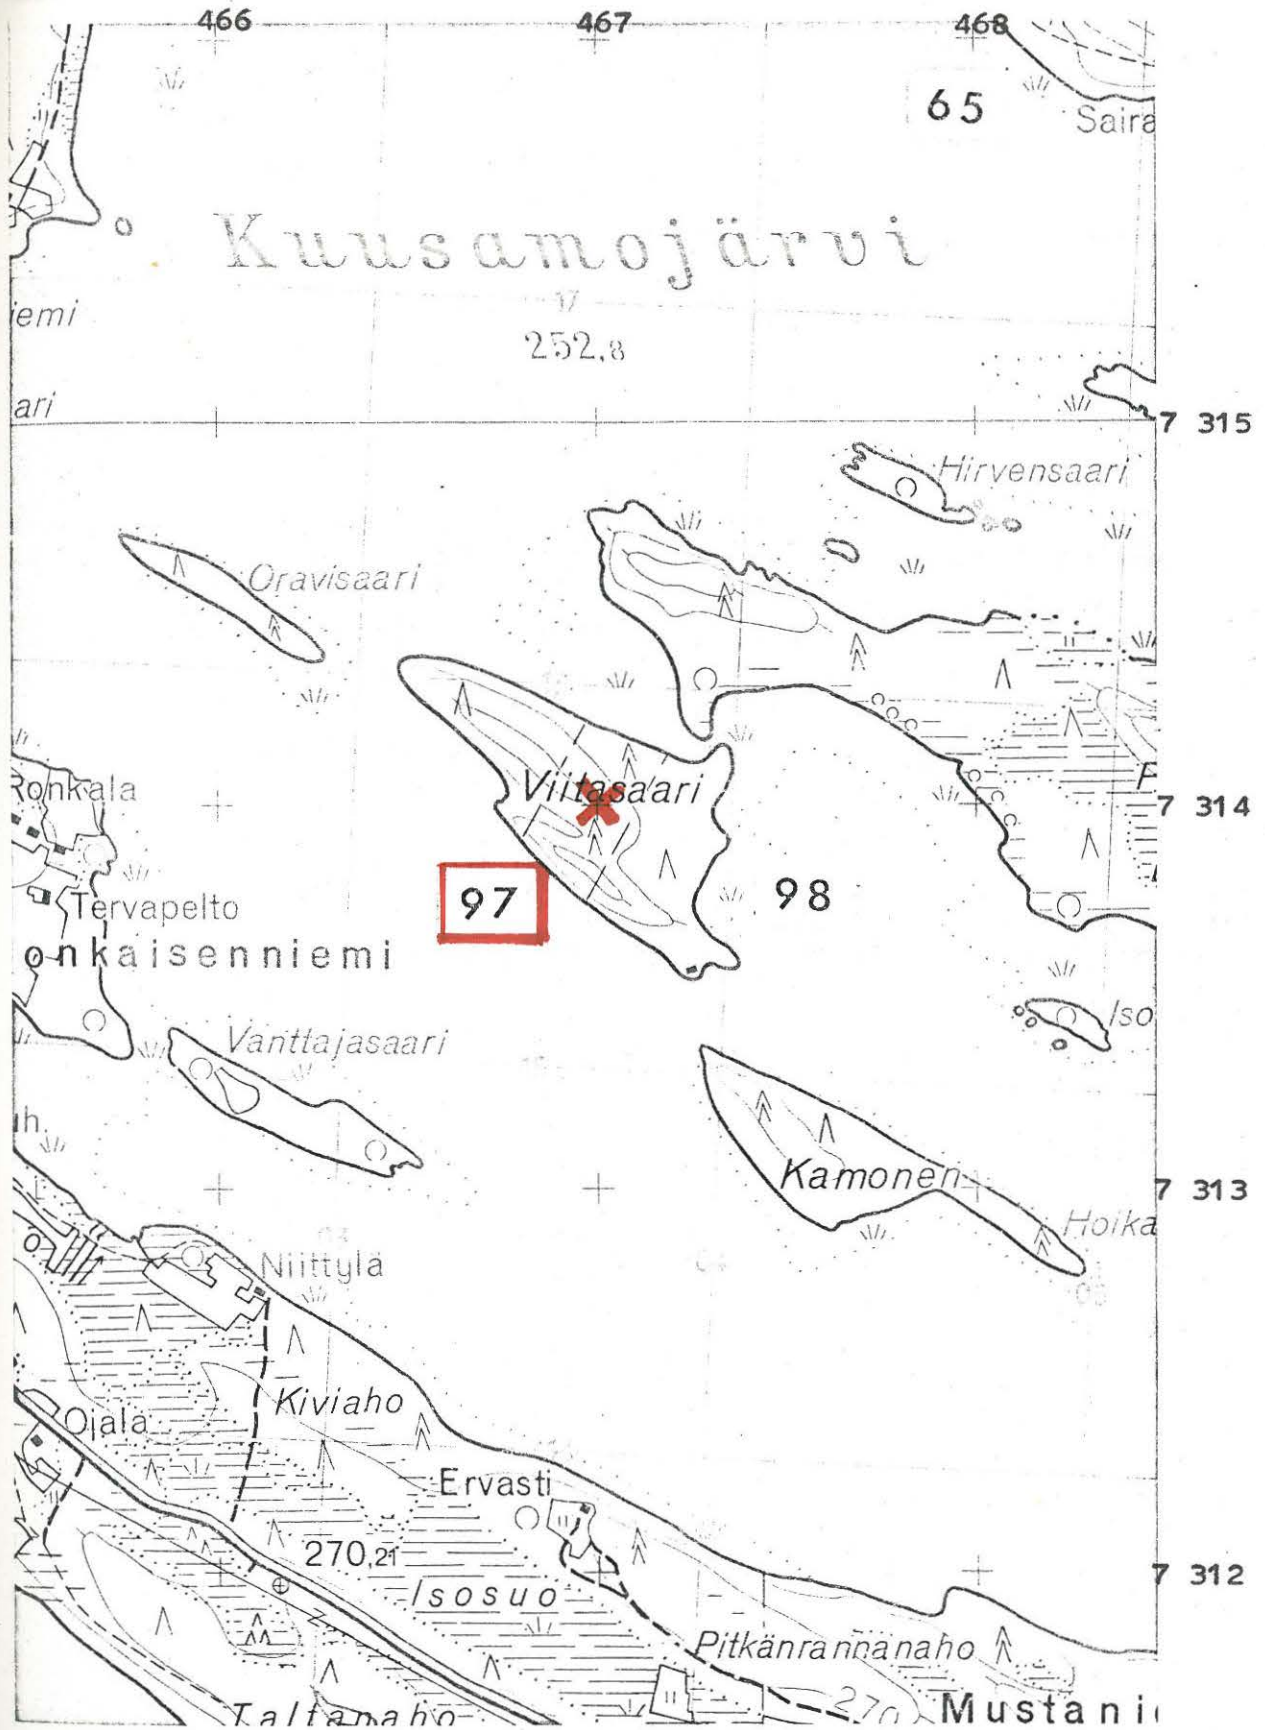 466 467 468
65
Saira
Kuusamojärvi
17
iemi
252,8
ari
7 315
Hirvensaari
Oravisaari
Viitasaari
Ronkala
7 314
97
98
Tervapelto
onkaisenniemi
Iso
Vanttajasaari
Kamonen
7 313
Hoika
Niittylä
Kiviaho
Ojala
Ervasti
270,21
7 312
Isosuo
Pitkänrannanaho
270
Mustani
Taltanaho